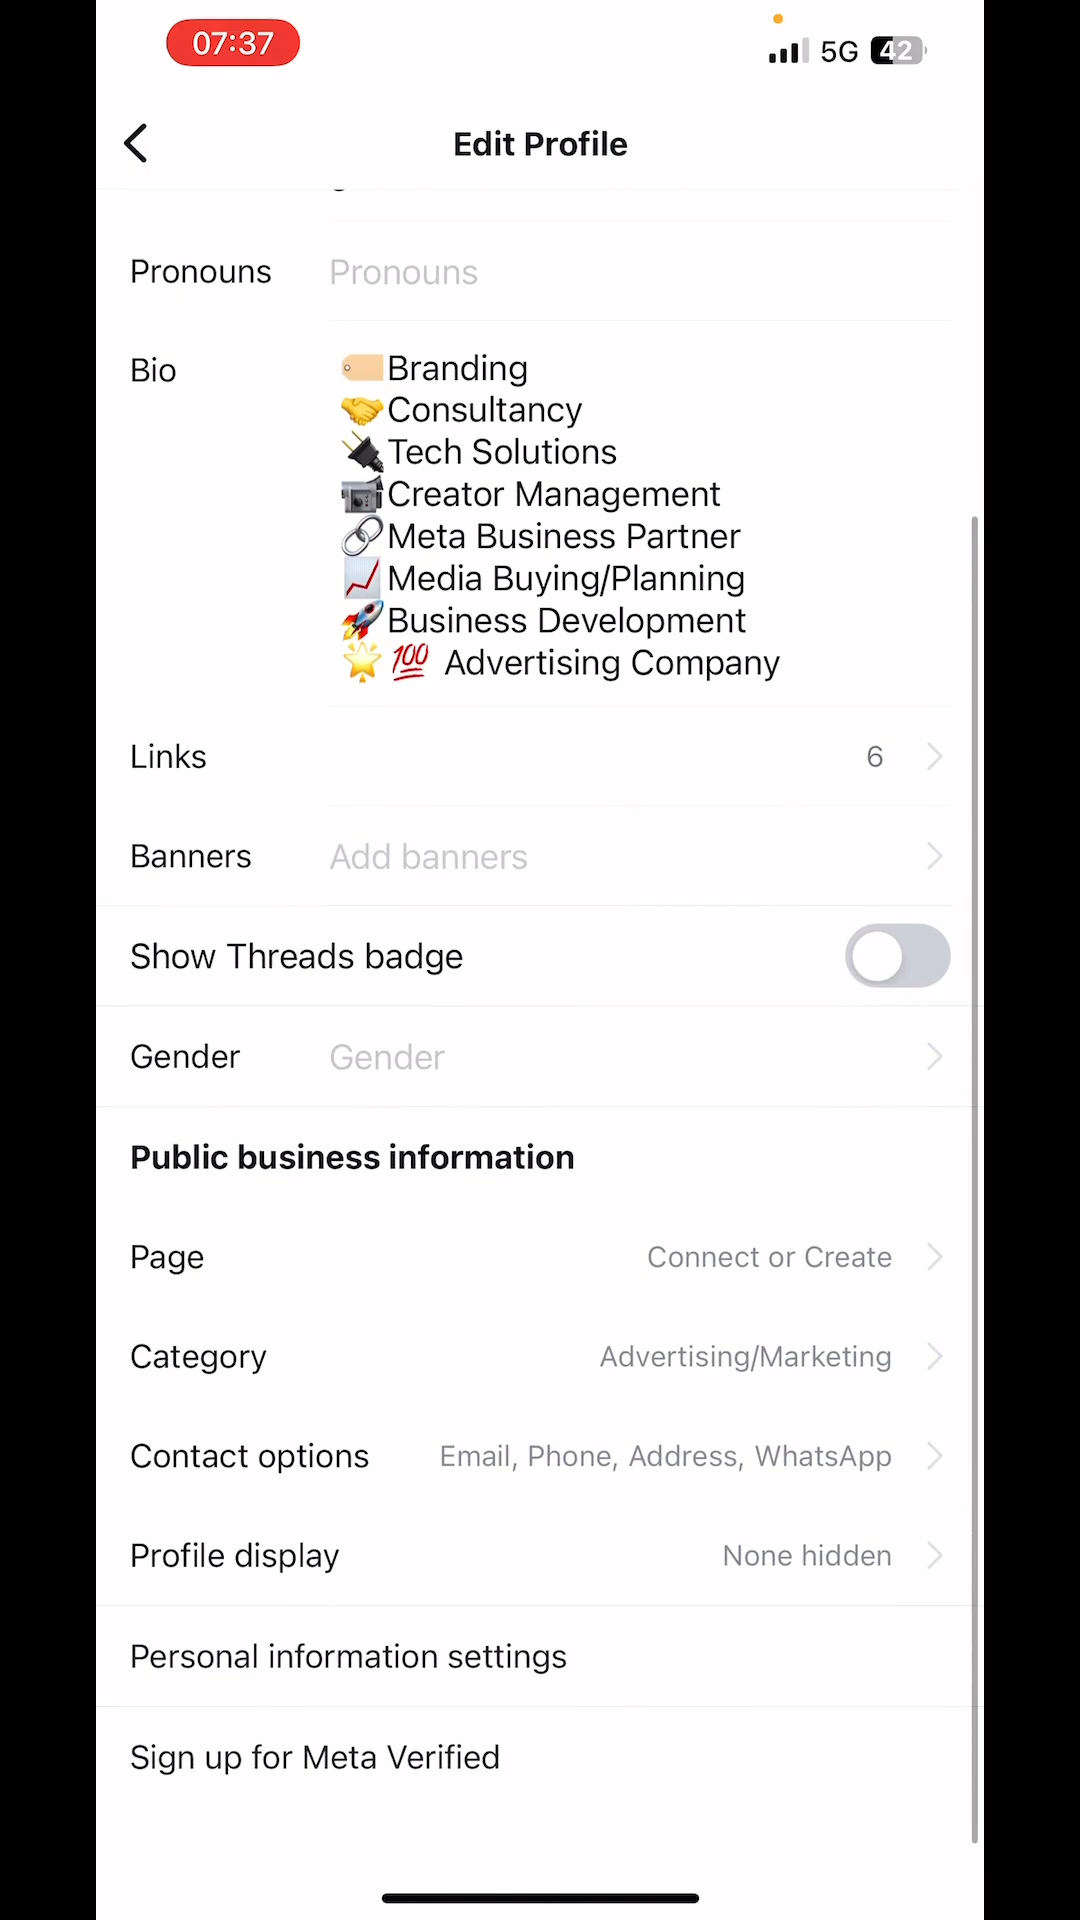 07:37
5G 42
Edit Profile
Pronouns Pronouns
Bio 🏷️Branding
🤝Consultancy
🔌Tech Solutions
📹Creator Management
🔗Meta Business Partner
📈Media Buying/Planning
🚀Business Development
🌟💯 Advertising Company
Links 6
Banners Add banners
Show Threads badge
Gender Gender
Public business information
Page Connect or Create
Category Advertising/Marketing
Contact options Email, Phone, Address, WhatsApp
Profile display None hidden
Personal information settings
Sign up for Meta Verified